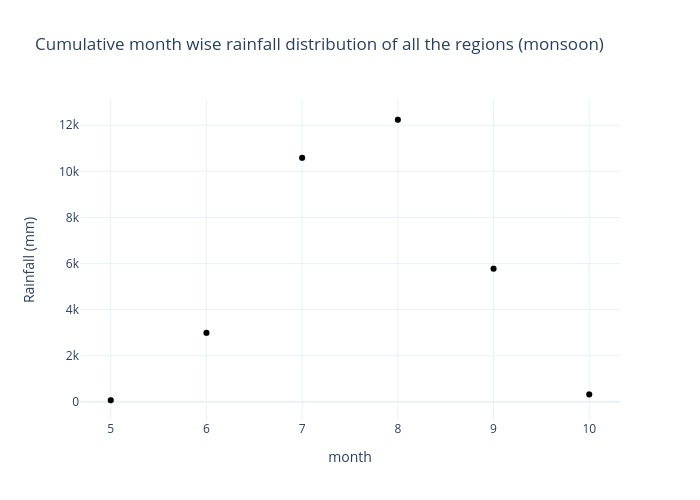 Cumulative month wise rainfall distribution of all the regions (monsoon)
12k
10k
8k
6k
4k
2k
0
Rainfall (mm)
5 6 7 8 9 10
month